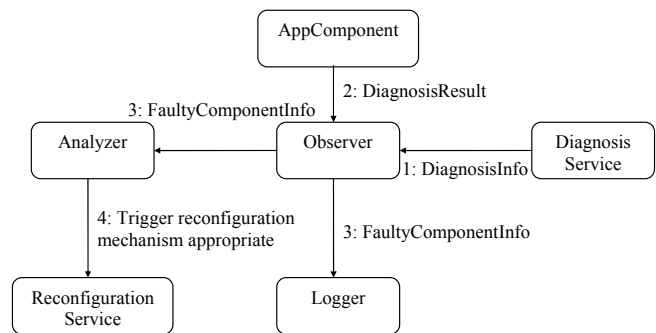 AppComponent
2: DiagnosisResult
3: FaultyComponentInfo
Analyzer
Observer
Diagnosis
Service
1: DiagnosisInfo
4: Trigger reconfiguration
mechanism appropriate
3: FaultyComponentInfo
Reconfiguration
Service
Logger